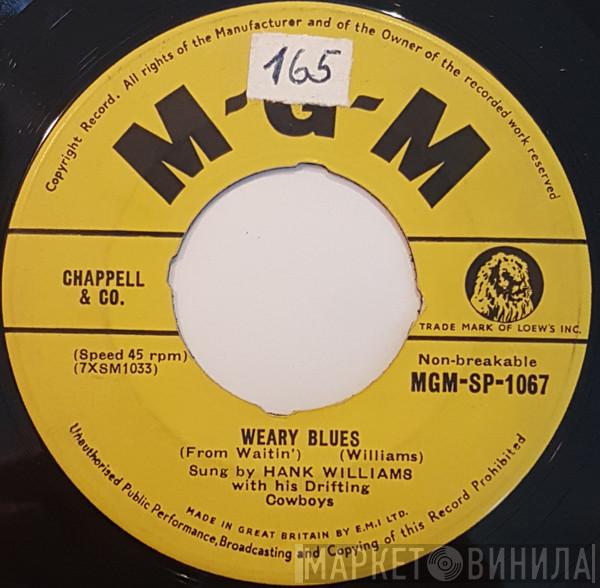 Copyright Record. All rights of the Manufacturer and of the Owner of the recorded work reserved
165
M-G-M
CHAPPELL
& CO.
TRADE MARK OF LOEW'S INC.
(Speed 45 rpm)
(7XSM1033)
Non-breakable
MGM-SP-1067
WEARY BLUES
(From Waitin') (Williams)
Sung by HANK WILLIAMS
with his Drifting
Cowboys
MADE IN GREAT BRITAIN BY E.M.I LTD.
Unauthorised Public Performance, Broadcasting and Copying of this Record Prohibited
МАРКЕТ ВИНИЛА